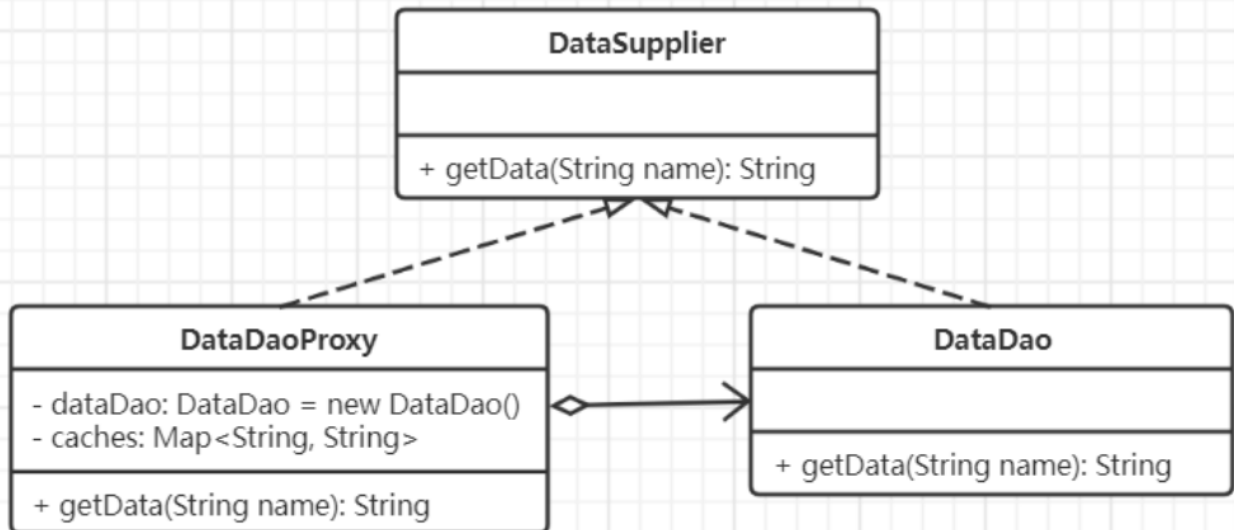 DataSupplier
+ getData(String name): String
DataDaoProxy
- dataDao: DataDao = new DataDao()
- caches: Map<String, String>
+ getData(String name): String
DataDao
+ getData(String name): String